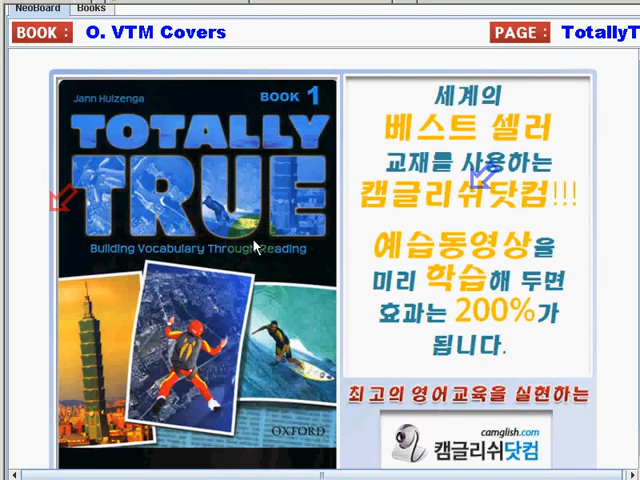 NeoBoard Books
BOOK : O. VTM Covers PAGE : TotallyT
Jann Huizenga
BOOK 1
TOTALLY
TRUE
Building Vocabulary Through Reading
OXFORD
세계의
베스트 셀러
교재를 사용하는
캠글리쉬닷컴!!!
예습동영상을
미리 학습해 두면
효과는 200%가
됩니다.
최고의 영어교육을 실현하는
camglish.com
캠글리쉬닷컴